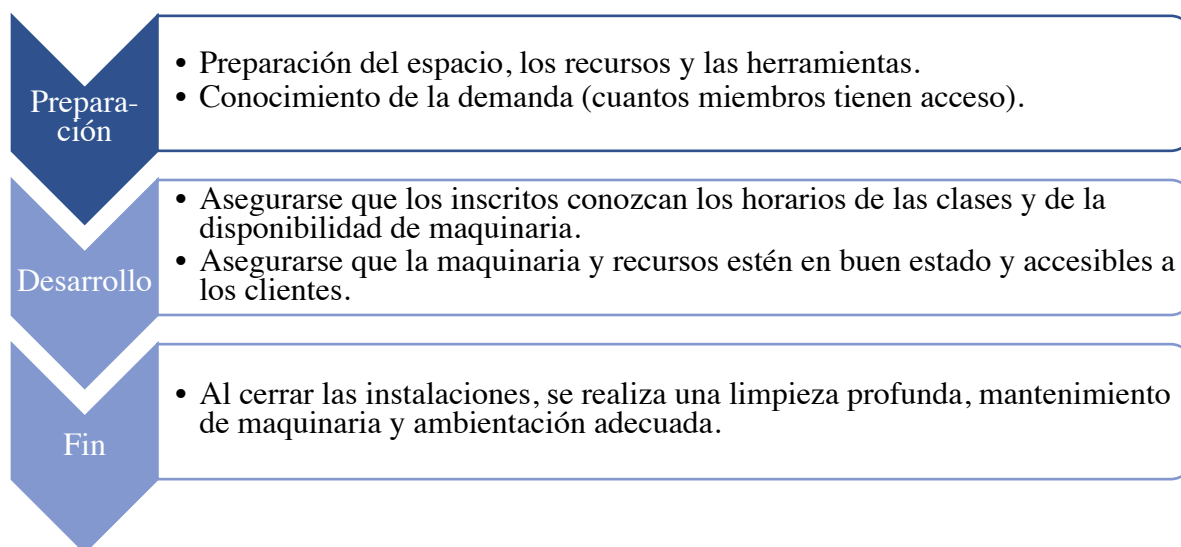 Prepara-
ción
• Preparación del espacio, los recursos y las herramientas.
• Conocimiento de la demanda (cuantos miembros tienen acceso).
Desarrollo
• Asegurarse que los inscritos conozcan los horarios de las clases y de la
disponibilidad de maquinaria.
• Asegurarse que la maquinaria y recursos estén en buen estado y accesibles a
los clientes.
Fin
• Al cerrar las instalaciones, se realiza una limpieza profunda, mantenimiento
de maquinaria y ambientación adecuada.